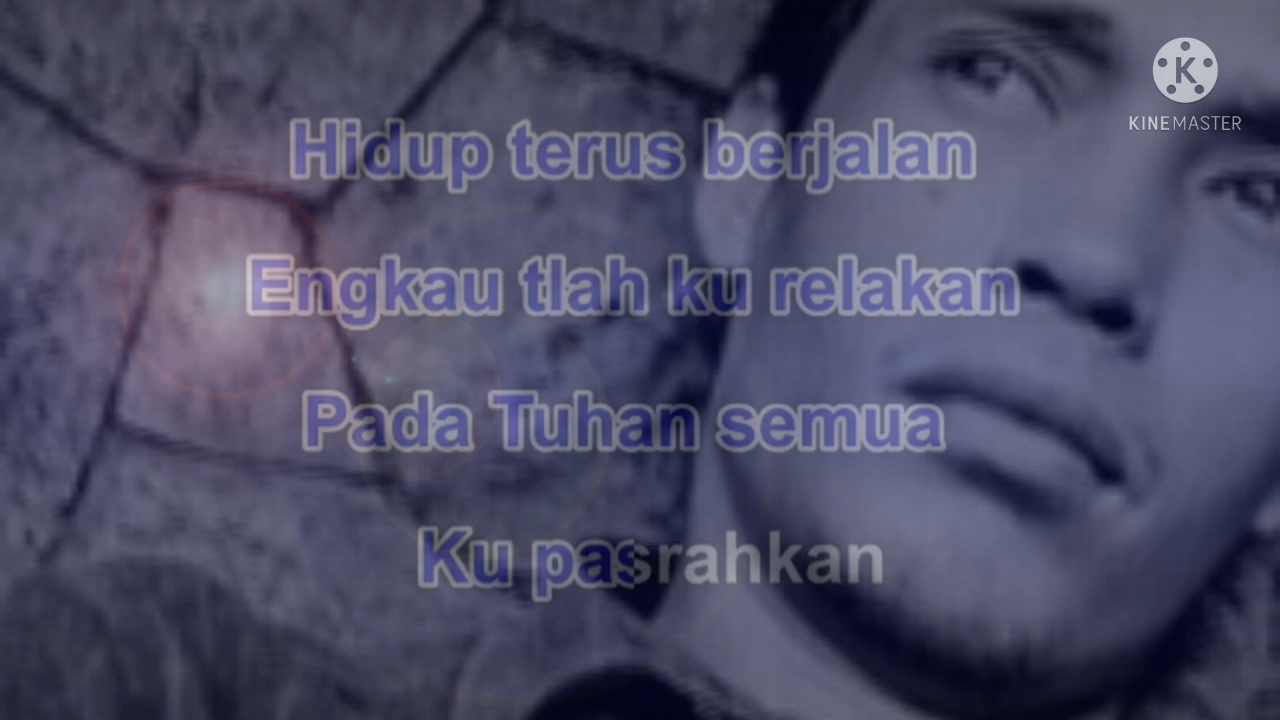 KINEMASTER
Hidup terus berjalan
Engkau tlah ku relakan
Pada Tuhan semua
Ku pasrahkan